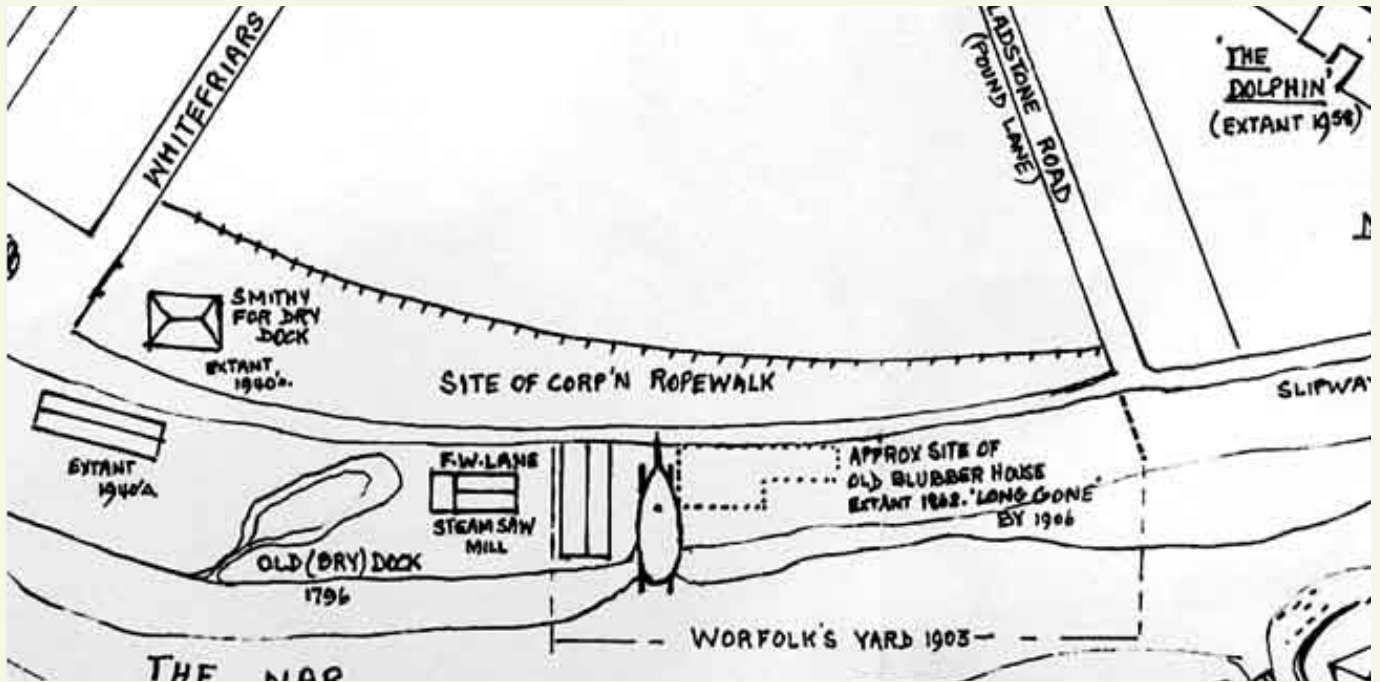 WHITEFRIARS
LADSTONE ROAD
(POUND LANE)
'THE
DOLPHIN'
(EXTANT 1958)
SMITHY
FOR DRY
DOCK
EXTANT
1940's.
SITE OF CORP'N ROPEWALK
SLIPWA
EXTANT
1940's
F.W. LANE
STEAM SAW
MILL
APPROX SITE OF
OLD BLUBBER HOUSE
EXTANT 1862. 'LONG GONE'
BY 1906
OLD (DRY) DOCK
1796
WORFOLK'S YARD 1903
THE NAR